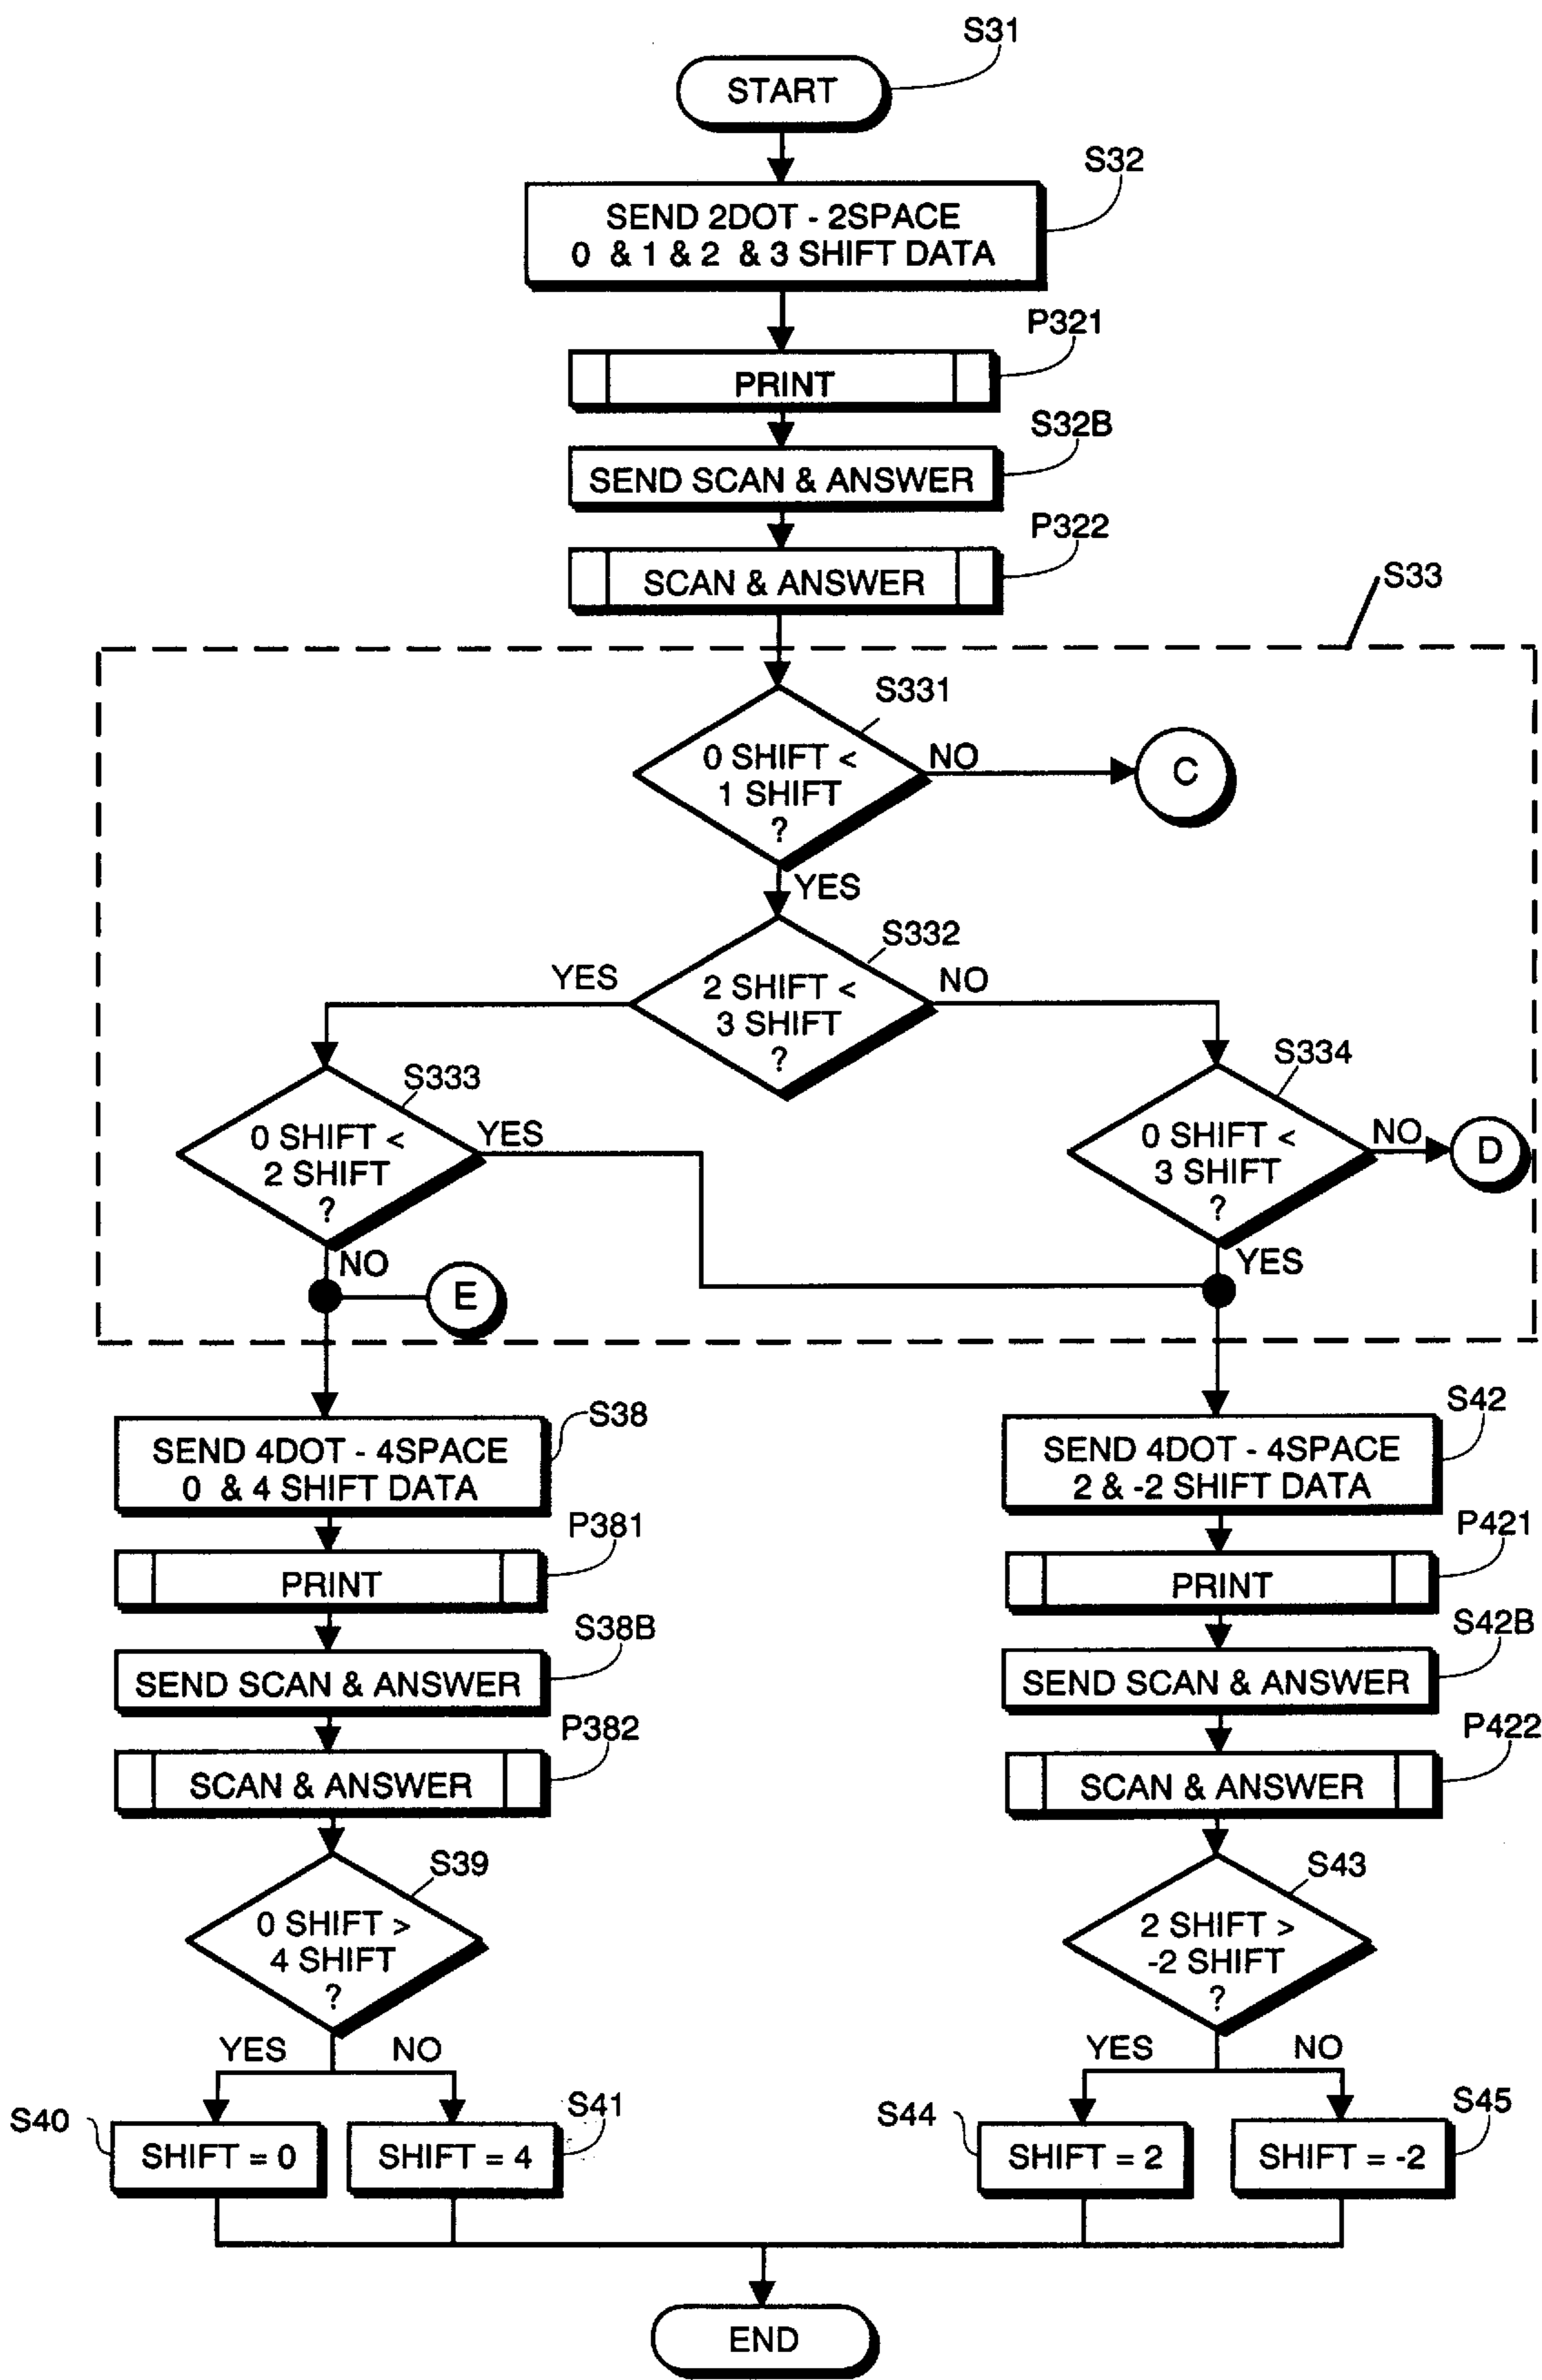 S31
START
S32
SEND 2DOT - 2SPACE
0 & 1 & 2 & 3 SHIFT DATA
P321
PRINT
S32B
SEND SCAN & ANSWER
P322
SCAN & ANSWER
S33
S331
0 SHIFT <
1 SHIFT
?
NO
C
YES
S332
2 SHIFT <
3 SHIFT
?
YES
NO
S333
0 SHIFT <
2 SHIFT
?
YES
NO
E
S334
0 SHIFT <
3 SHIFT
?
NO
D
YES
S38
SEND 4DOT - 4SPACE
0 & 4 SHIFT DATA
P381
PRINT
S38B
SEND SCAN & ANSWER
P382
SCAN & ANSWER
S39
0 SHIFT >
4 SHIFT
?
YES
NO
S40
SHIFT = 0
S41
SHIFT = 4
S42
SEND 4DOT - 4SPACE
2 & -2 SHIFT DATA
P421
PRINT
S42B
SEND SCAN & ANSWER
P422
SCAN & ANSWER
S43
2 SHIFT >
-2 SHIFT
?
YES
NO
S44
SHIFT = 2
S45
SHIFT = -2
END